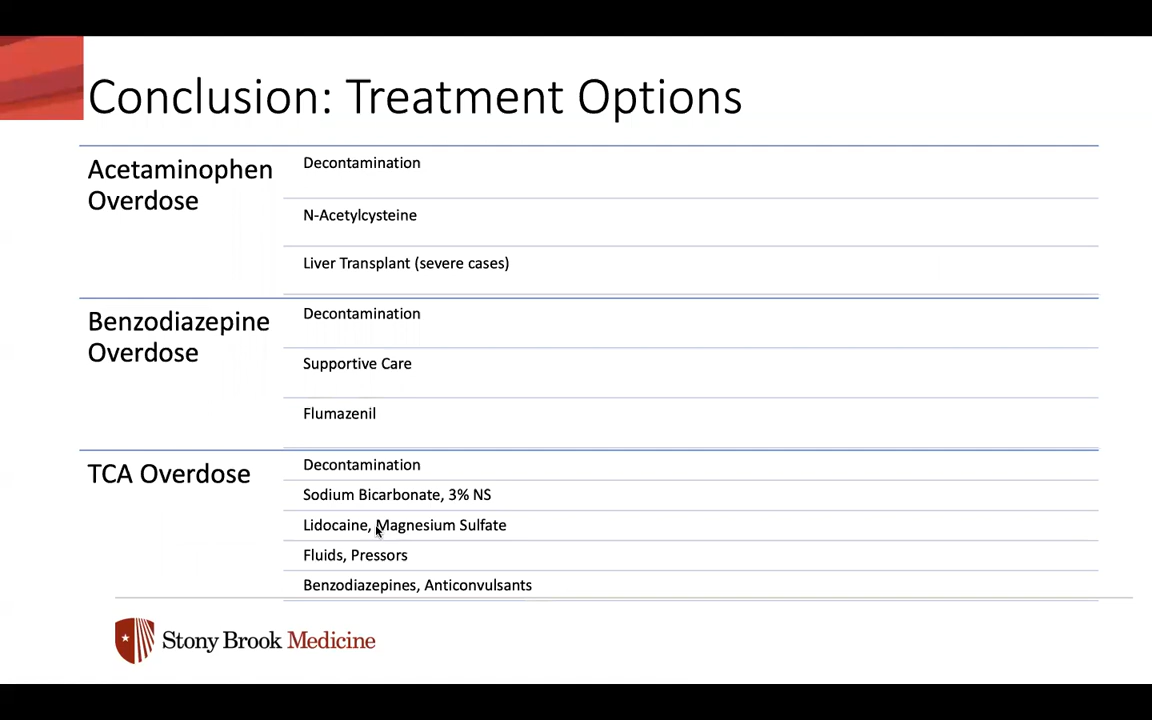 Conclusion: Treatment Options
Acetaminophen
Overdose
Decontamination
N-Acetylcysteine
Liver Transplant (severe cases)
Benzodiazepine
Overdose
Decontamination
Supportive Care
Flumazenil
TCA Overdose
Decontamination
Sodium Bicarbonate, 3% NS
Lidocaine, Magnesium Sulfate
Fluids, Pressors
Benzodiazepines, Anticonvulsants
Stony Brook Medicine